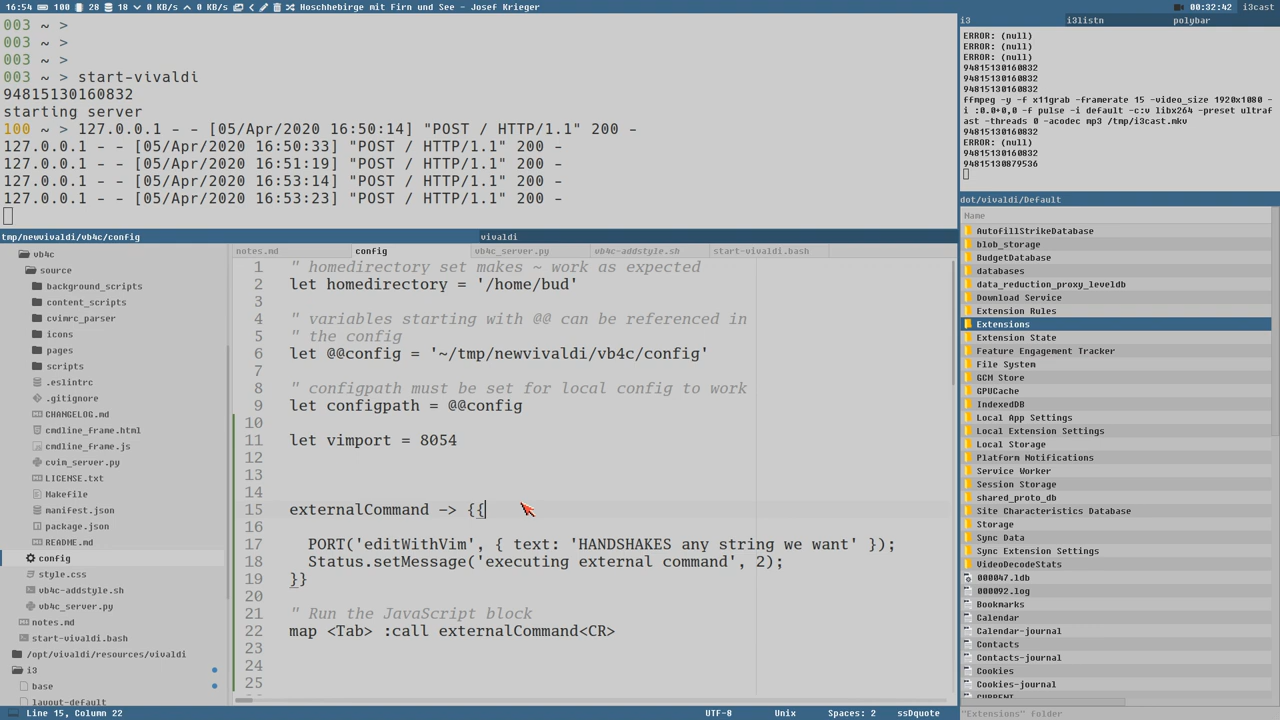 16:54 100 28 18 0 KB/s 0 KB/s Hoschhebirge mit Firn und See - Josef Krieger 00:32:42 i3cast
003 ~ >
003 ~ >
003 ~ >
003 ~ > start-vivaldi
94815130160832
starting server
100 ~ > 127.0.0.1 - - [05/Apr/2020 16:50:14] "POST / HTTP/1.1" 200 -
127.0.0.1 - - [05/Apr/2020 16:50:33] "POST / HTTP/1.1" 200 -
127.0.0.1 - - [05/Apr/2020 16:51:19] "POST / HTTP/1.1" 200 -
127.0.0.1 - - [05/Apr/2020 16:53:14] "POST / HTTP/1.1" 200 -
127.0.0.1 - - [05/Apr/2020 16:53:23] "POST / HTTP/1.1" 200 -
i3 i3listn polybar
ERROR: (null)
ERROR: (null)
ERROR: (null)
94815130160832
94815130160832
94815130160832
ffmpeg -y -f x11grab -framerate 15 -video_size 1920x1080 -
i :0.0+0,0 -f pulse -i default -c:v libx264 -preset ultraf
ast -threads 0 -acodec mp3 /tmp/i3cast.mkv
94815130160832
ERROR: (null)
94815130160832
94815130879536
tmp/newvivaldi/vb4c/config vivaldi
vb4c
source
background_scripts
content_scripts
cvimrc_parser
icons
pages
scripts
.eslintrc
.gitignore
CHANGELOG.md
cmdline_frame.html
cmdline_frame.js
cvim_server.py
LICENSE.txt
Makefile
package.json
README.md
config
style.css
vb4c-addstyle.sh
vb4c_server.py
notes.md
start-vivaldi.bash
/opt/vivaldi/resources/vivaldi
i3
base
layout-default
notes.md config vb4c_server.py vb4c-addstyle.sh start-vivaldi.bash
1 " homedirectory set makes ~ work as expected
2 let homedirectory = '/home/bud'
3
4 " variables starting with @@ can be referenced in
5 " the config
6 let @@config = '~/tmp/newvivaldi/vb4c/config'
7
8 " configpath must be set for local config to work
9 let configpath = @@config
10
11 let vimport = 8054
12
13
14
15 externalCommand -> {{
16
17 PORT('editWithVim', { text: 'HANDSHAKES any string we want' });
18 Status.setMessage('executing external command', 2);
19 }}
20
21 " Run the JavaScript block
22 map <Tab> :call externalCommand<CR>
23
24
25
Line 15, Column 22 UTF-8 Unix Spaces: 2 ssDquote
dot/vivaldi/Default
Name
AutofillStrikeDatabase
blob_storage
BudgetDatabase
databases
data_reduction_proxy_leveldb
Download Service
Extension Rules
Extensions
Extension State
Feature Engagement Tracker
File System
GCM Store
GPUCache
IndexedDB
Local App Settings
Local Extension Settings
Local Storage
Platform Notifications
Service Worker
Session Storage
shared_proto_db
Site Characteristics Database
Storage
Sync Data
Sync Extension Settings
VideoDecodeStats
000047.ldb
000092.log
Bookmarks
Calendar
Calendar-journal
Contacts
Contacts-journal
Cookies
Cookies-journal
CURRENT
"Extensions" folder